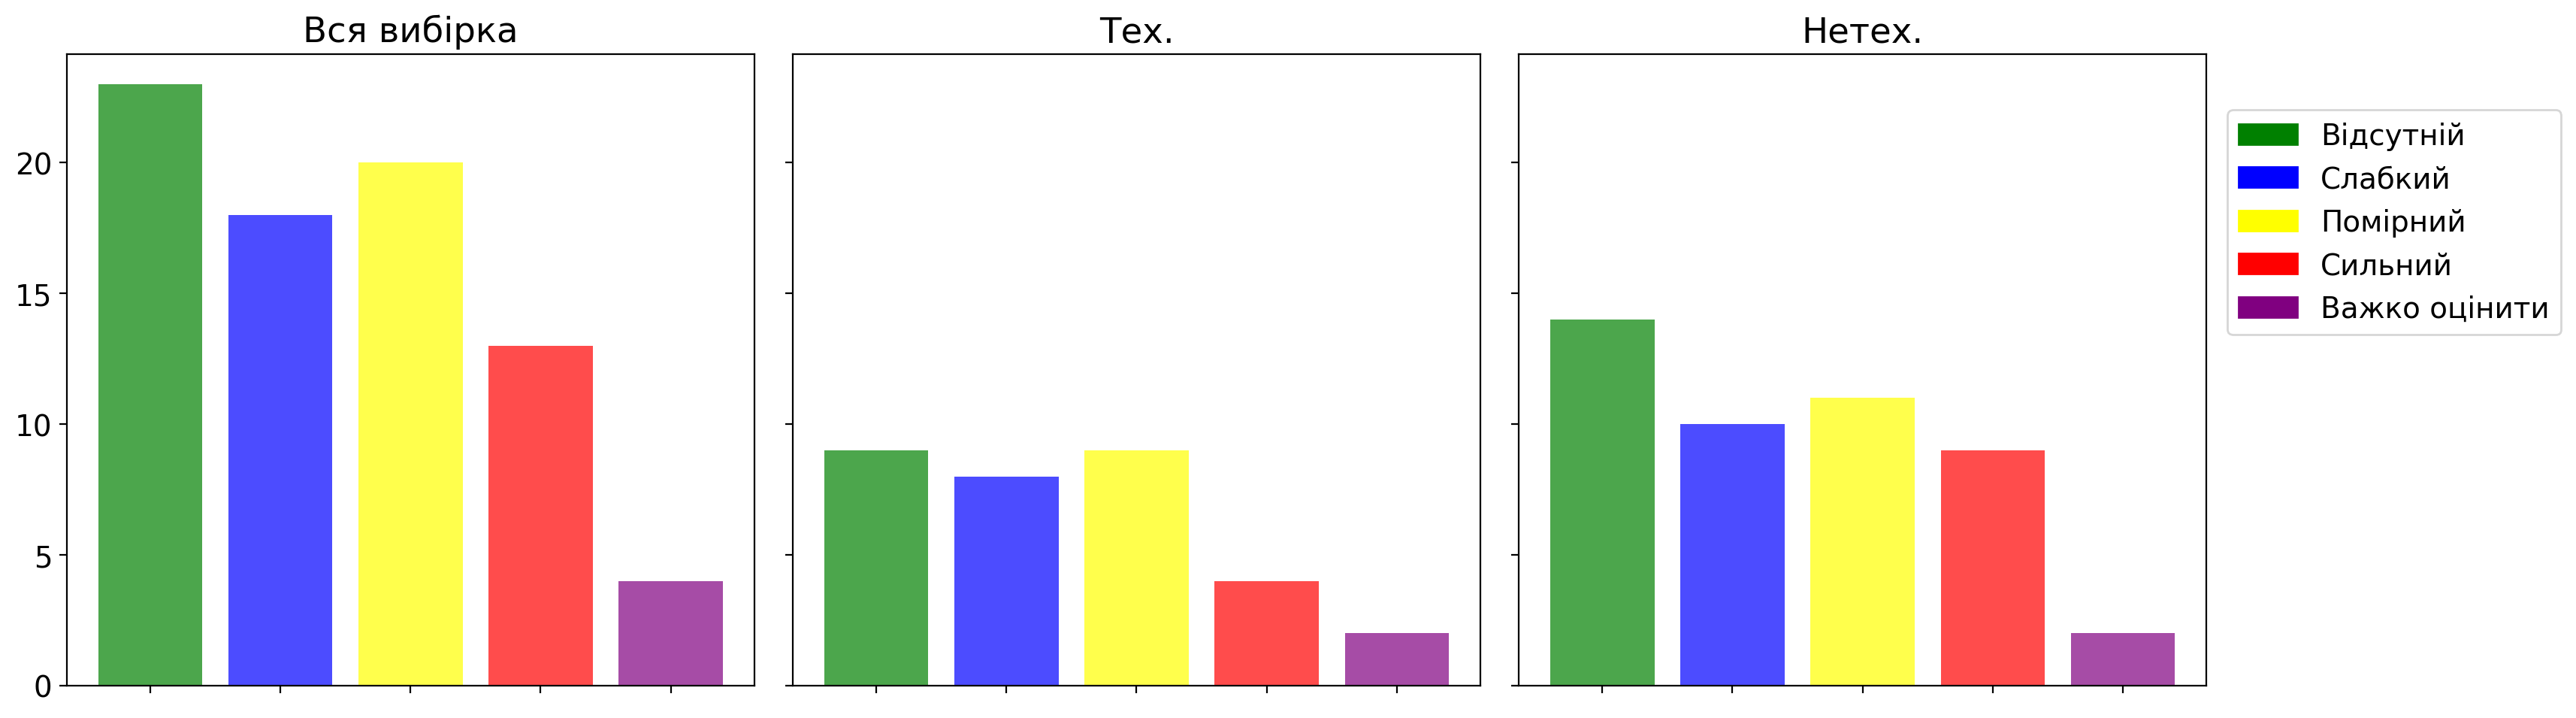 Вся вибірка
Тех.
Нетех.
20
15
10
5
0
Відсутній
Слабкий
Помірний
Сильний
Важко оцінити